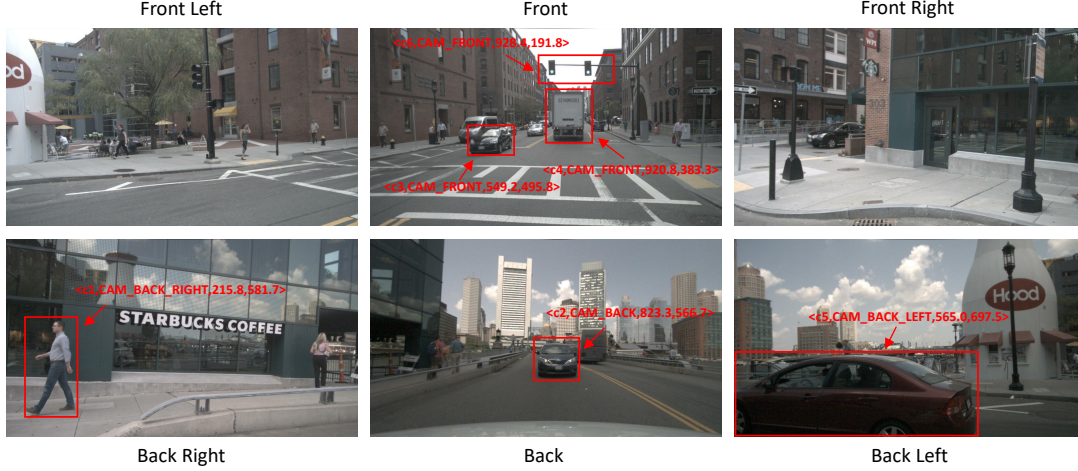 Front Left
Front
Front Right
<c6,CAM_FRONT,928.4,191.8>
<c3,CAM_FRONT,549.2,495.8>
<c4,CAM_FRONT,920.8,383.3>
ood
303
<c1,CAM_BACK_RIGHT,215.8,581.7>
STARBUCKS COFFEE
<c2,CAM_BACK,823.3,566.7>
<c5,CAM_BACK_LEFT,565.0,697.5>
Hood
Back Right
Back
Back Left